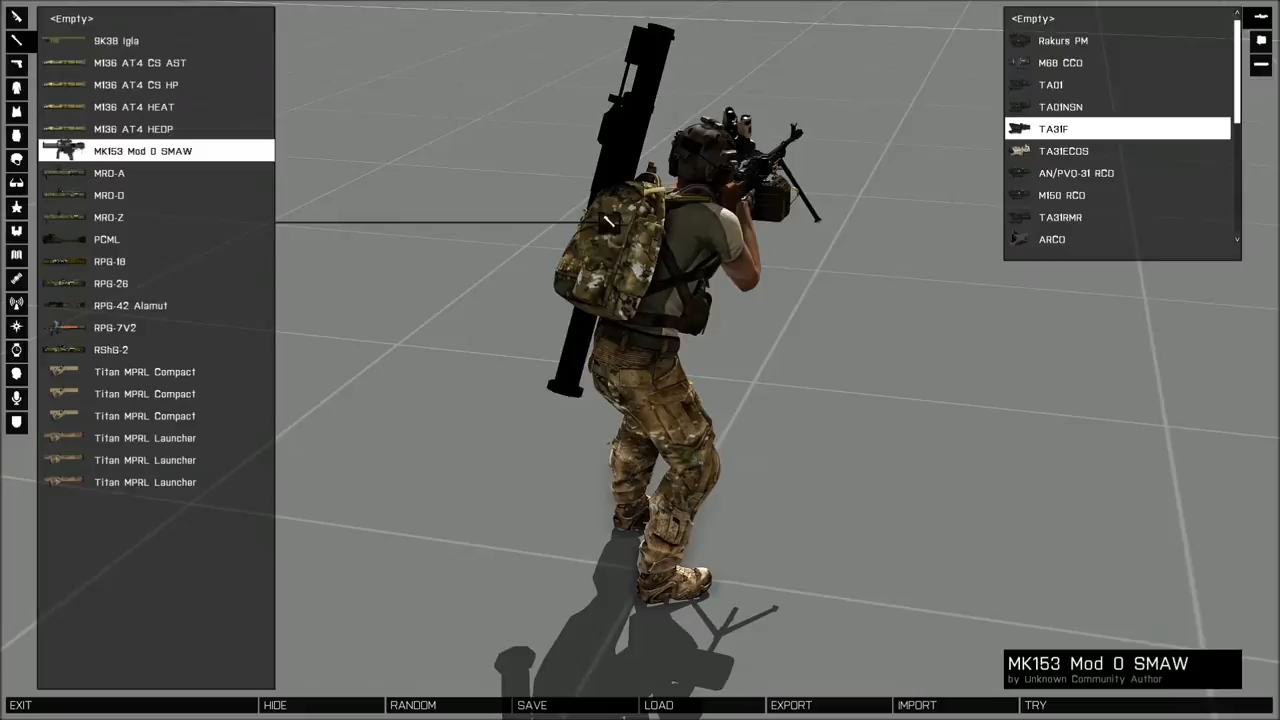 <Empty>
9K38 Igla
M136 AT4 CS AST
M136 AT4 CS HP
M136 AT4 HEAT
M136 AT4 HEDP
MK153 Mod 0 SMAW
MRO-A
MRO-D
MRO-Z
PCML
RPG-18
RPG-26
RPG-42 Alamut
RPG-7V2
RShG-2
Titan MPRL Compact
Titan MPRL Compact
Titan MPRL Compact
Titan MPRL Launcher
Titan MPRL Launcher
Titan MPRL Launcher
<Empty>
Rakurs PM
M68 CCO
TA01
TA01NSN
TA31F
TA31ECOS
AN/PVQ-31 RCO
M150 RCO
TA31RMR
ARCO
MK153 Mod 0 SMAW
by Unknown Community Author
EXIT HIDE RANDOM SAVE LOAD EXPORT IMPORT TRY